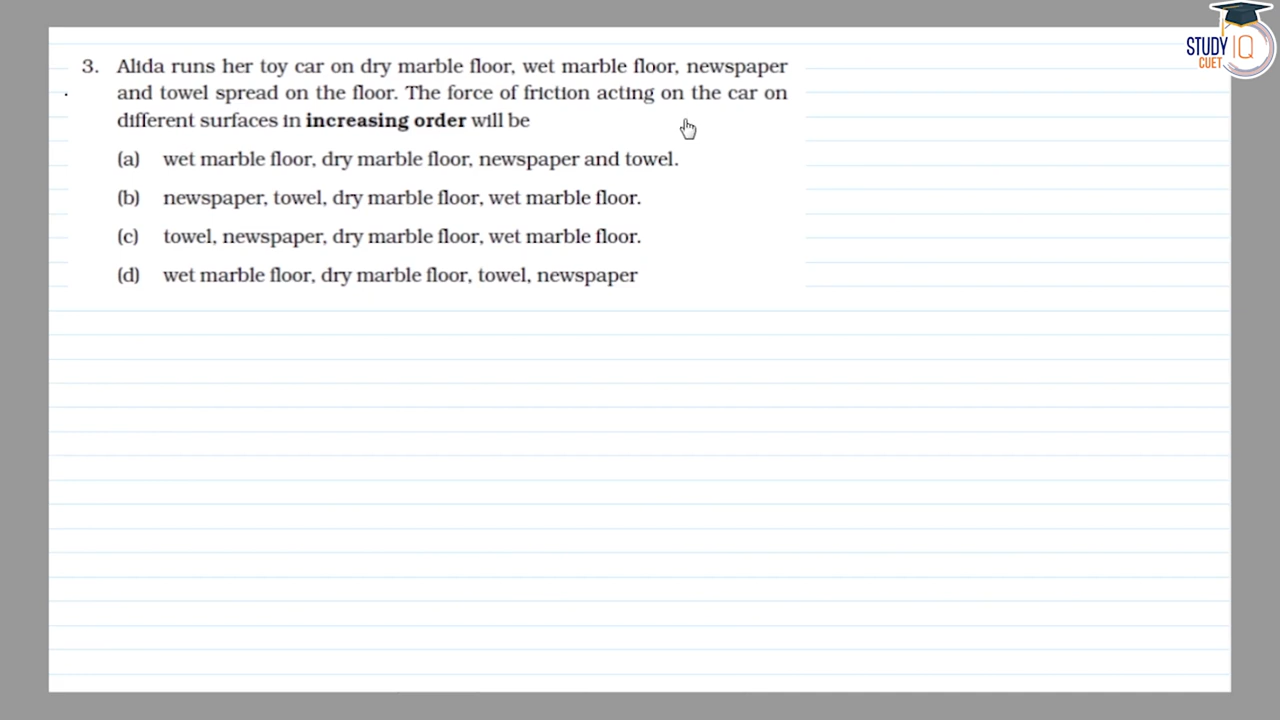 STUDY IQ
CUET
3. Alida runs her toy car on dry marble floor, wet marble floor, newspaper
and towel spread on the floor. The force of friction acting on the car on
different surfaces in increasing order will be
(a) wet marble floor, dry marble floor, newspaper and towel.
(b) newspaper, towel, dry marble floor, wet marble floor.
(c) towel, newspaper, dry marble floor, wet marble floor.
(d) wet marble floor, dry marble floor, towel, newspaper